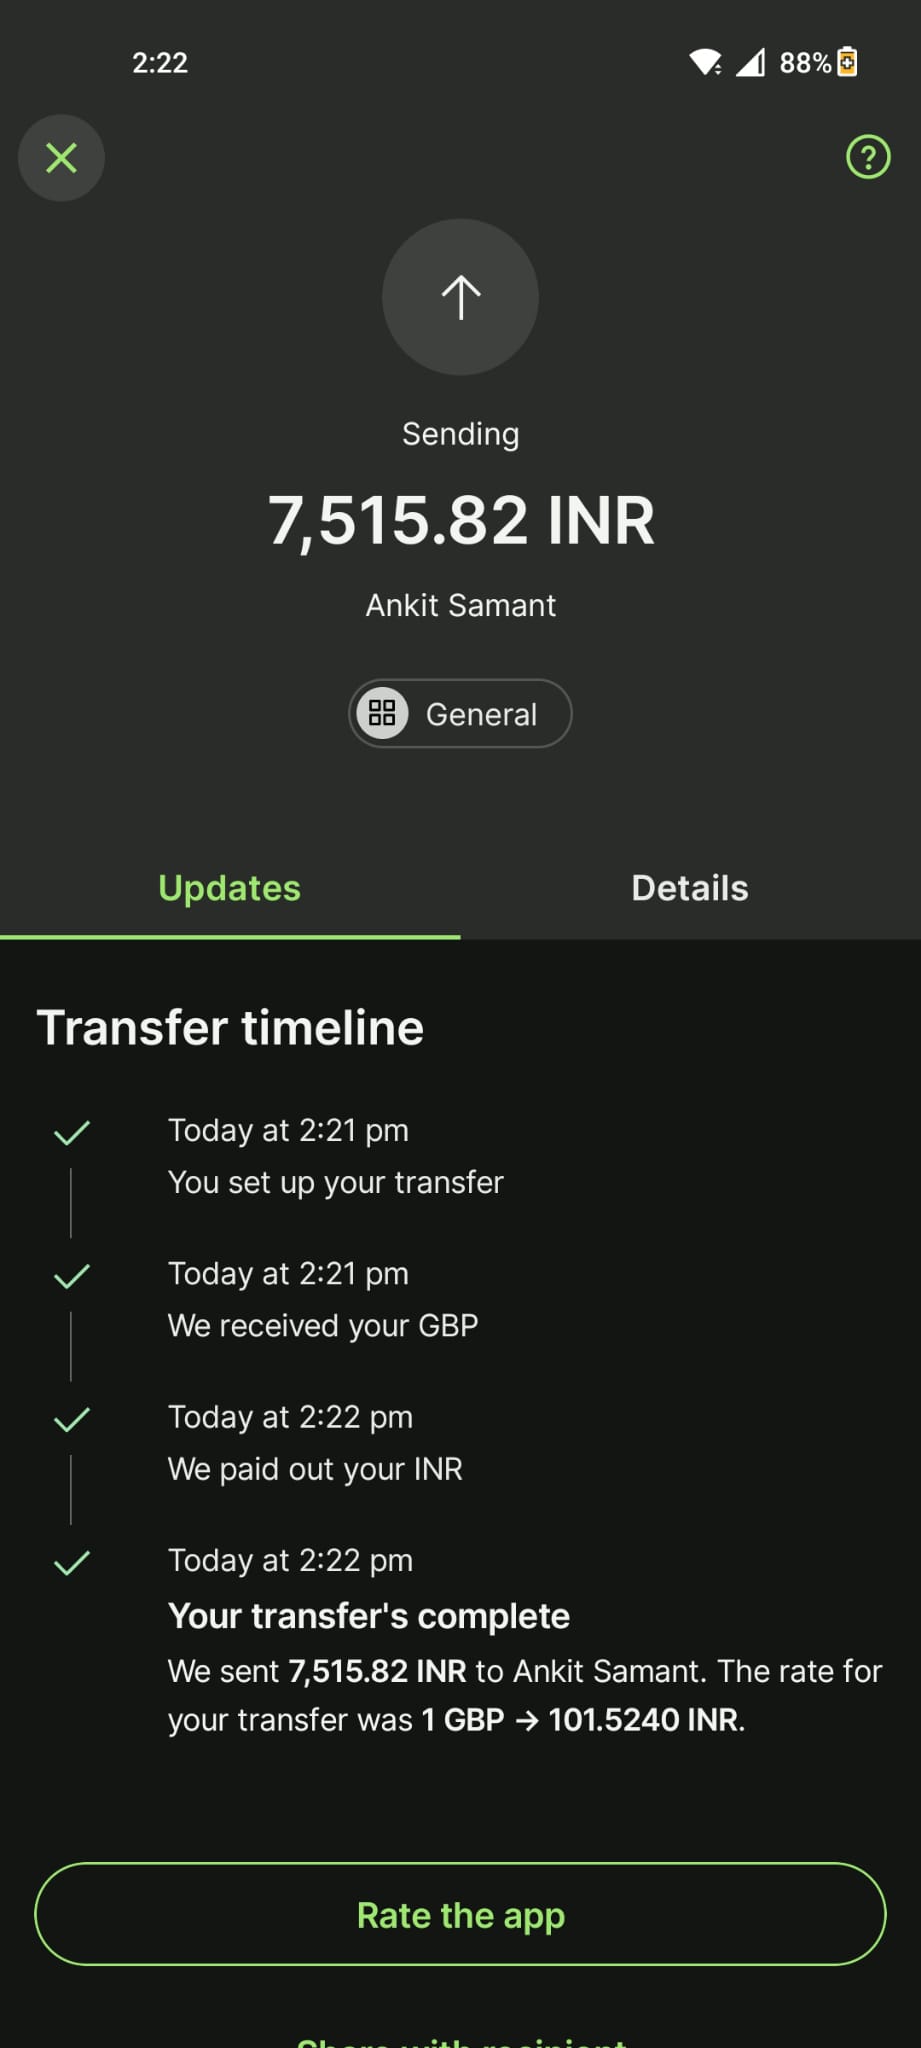 2:22
88%
Sending
7,515.82 INR
Ankit Samant
General
Updates
Details
Transfer timeline
Today at 2:21 pm
You set up your transfer
Today at 2:21 pm
We received your GBP
Today at 2:22 pm
We paid out your INR
Today at 2:22 pm
Your transfer's complete
We sent 7,515.82 INR to Ankit Samant. The rate for
your transfer was 1 GBP → 101.5240 INR.
Rate the app
Share with recipient